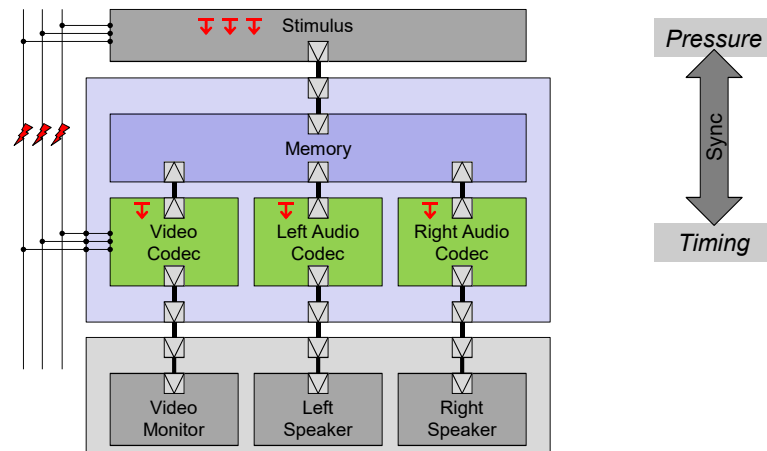 Stimulus
Pressure
Sync
Memory
Video
Codec
Left Audio
Codec
Right Audio
Codec
Timing
Video
Monitor
Left
Speaker
Right
Speaker